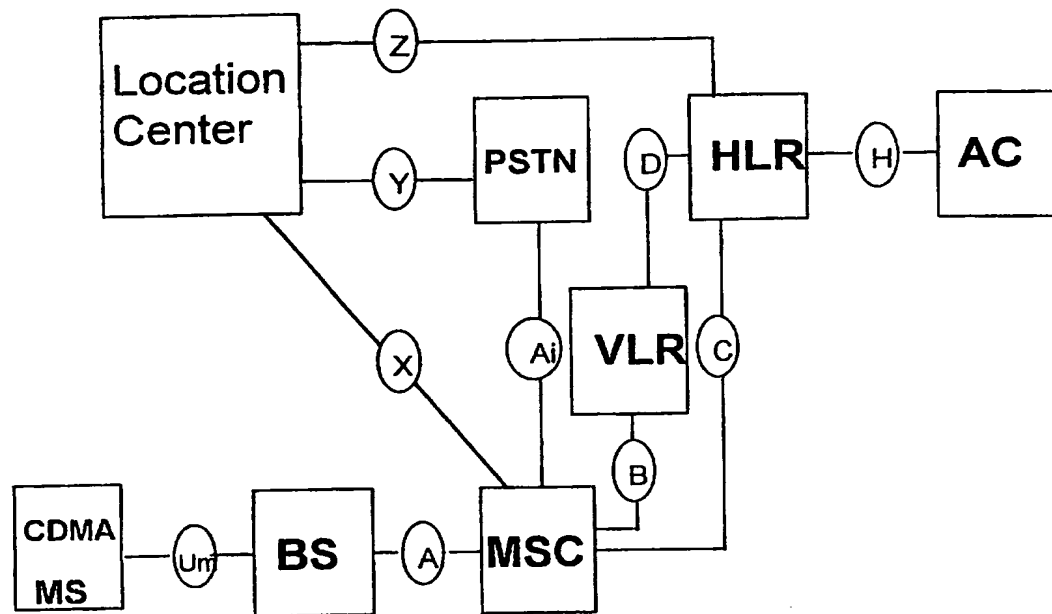 Location
Center
Z
Y
PSTN
D
HLR
H
AC
X
Ai
VLR
C
B
CDMA
MS
Um
BS
A
MSC